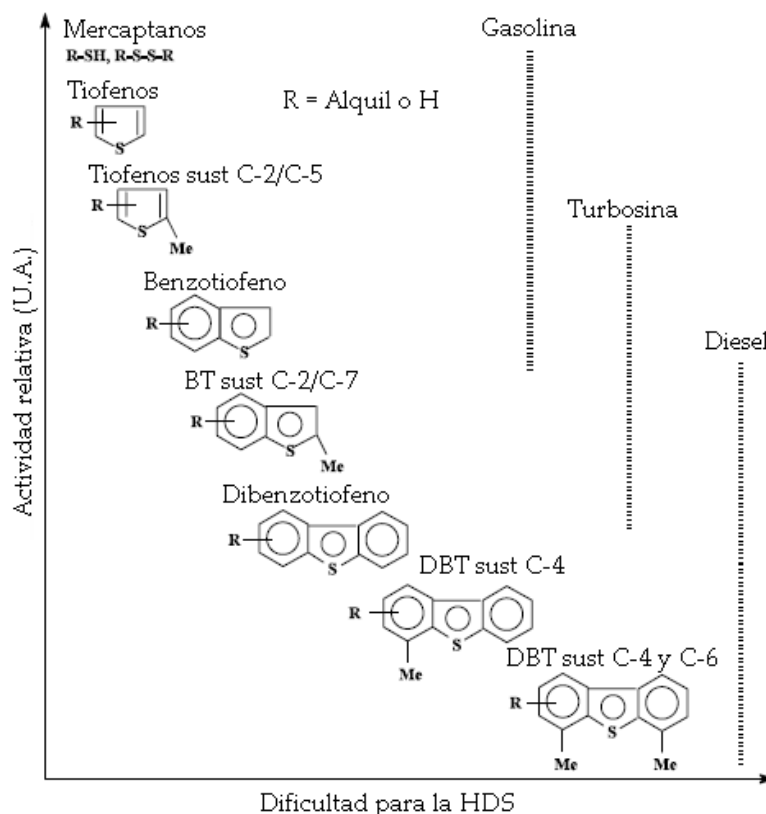 Mercaptanos
R-SH, R-S-S-R
Gasolina
Tiofenos
R
S
R = Alquil o H
Tiofenos sust C-2/C-5
R
S
Me
Turbosina
Benzotiofeno
R
S
Diesel
BT sust C-2/C-7
R
S
Me
Dibenzotiofeno
R
S
DBT sust C-4
R
S
Me
DBT sust C-4 y C-6
R
S
Me
Me
Actividad relativa (U.A.)
Dificultad para la HDS